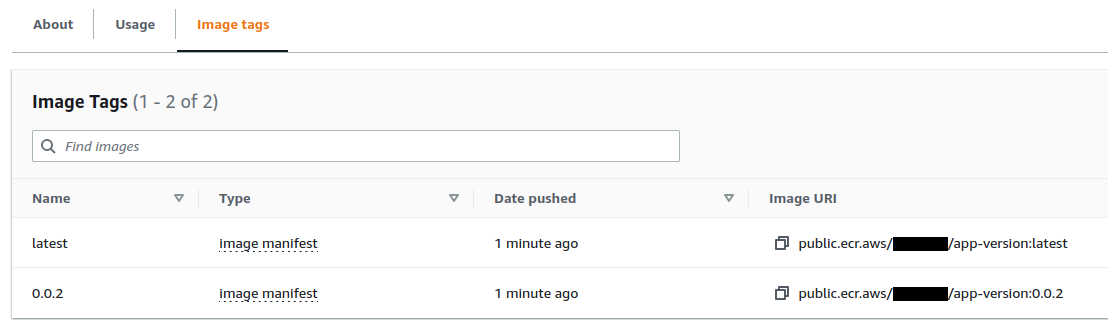 About Usage Image tags
Image Tags (1 - 2 of 2)
Find images
Name Type Date pushed Image URI
latest image manifest 1 minute ago public.ecr.aws/ /app-version:latest
0.0.2 image manifest 1 minute ago public.ecr.aws/ /app-version:0.0.2